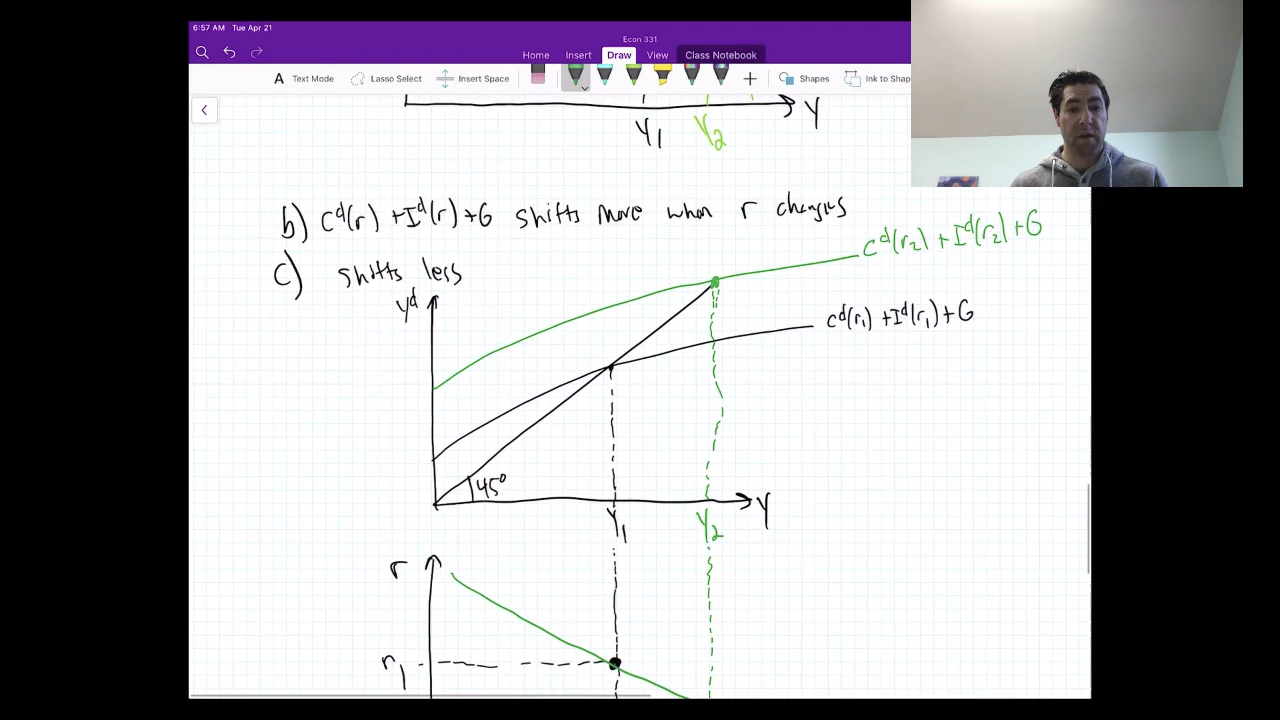 6:57 AM Tue Apr 21
Econ 331
Home Insert Draw View Class Notebook
A Text Mode Lasso Select Insert Space Shapes Ink to Shap
Y
Y₁ Y₂
b) Cᵈ(r) + Iᵈ(r) + G shifts more when r changes
c) shifts less
Cᵈ(r₂) + Iᵈ(r₂) + G
Yᵈ
Cᵈ(r₁) + Iᵈ(r₁) + G
45°
Y
Y₁ Y₂
r
r₁